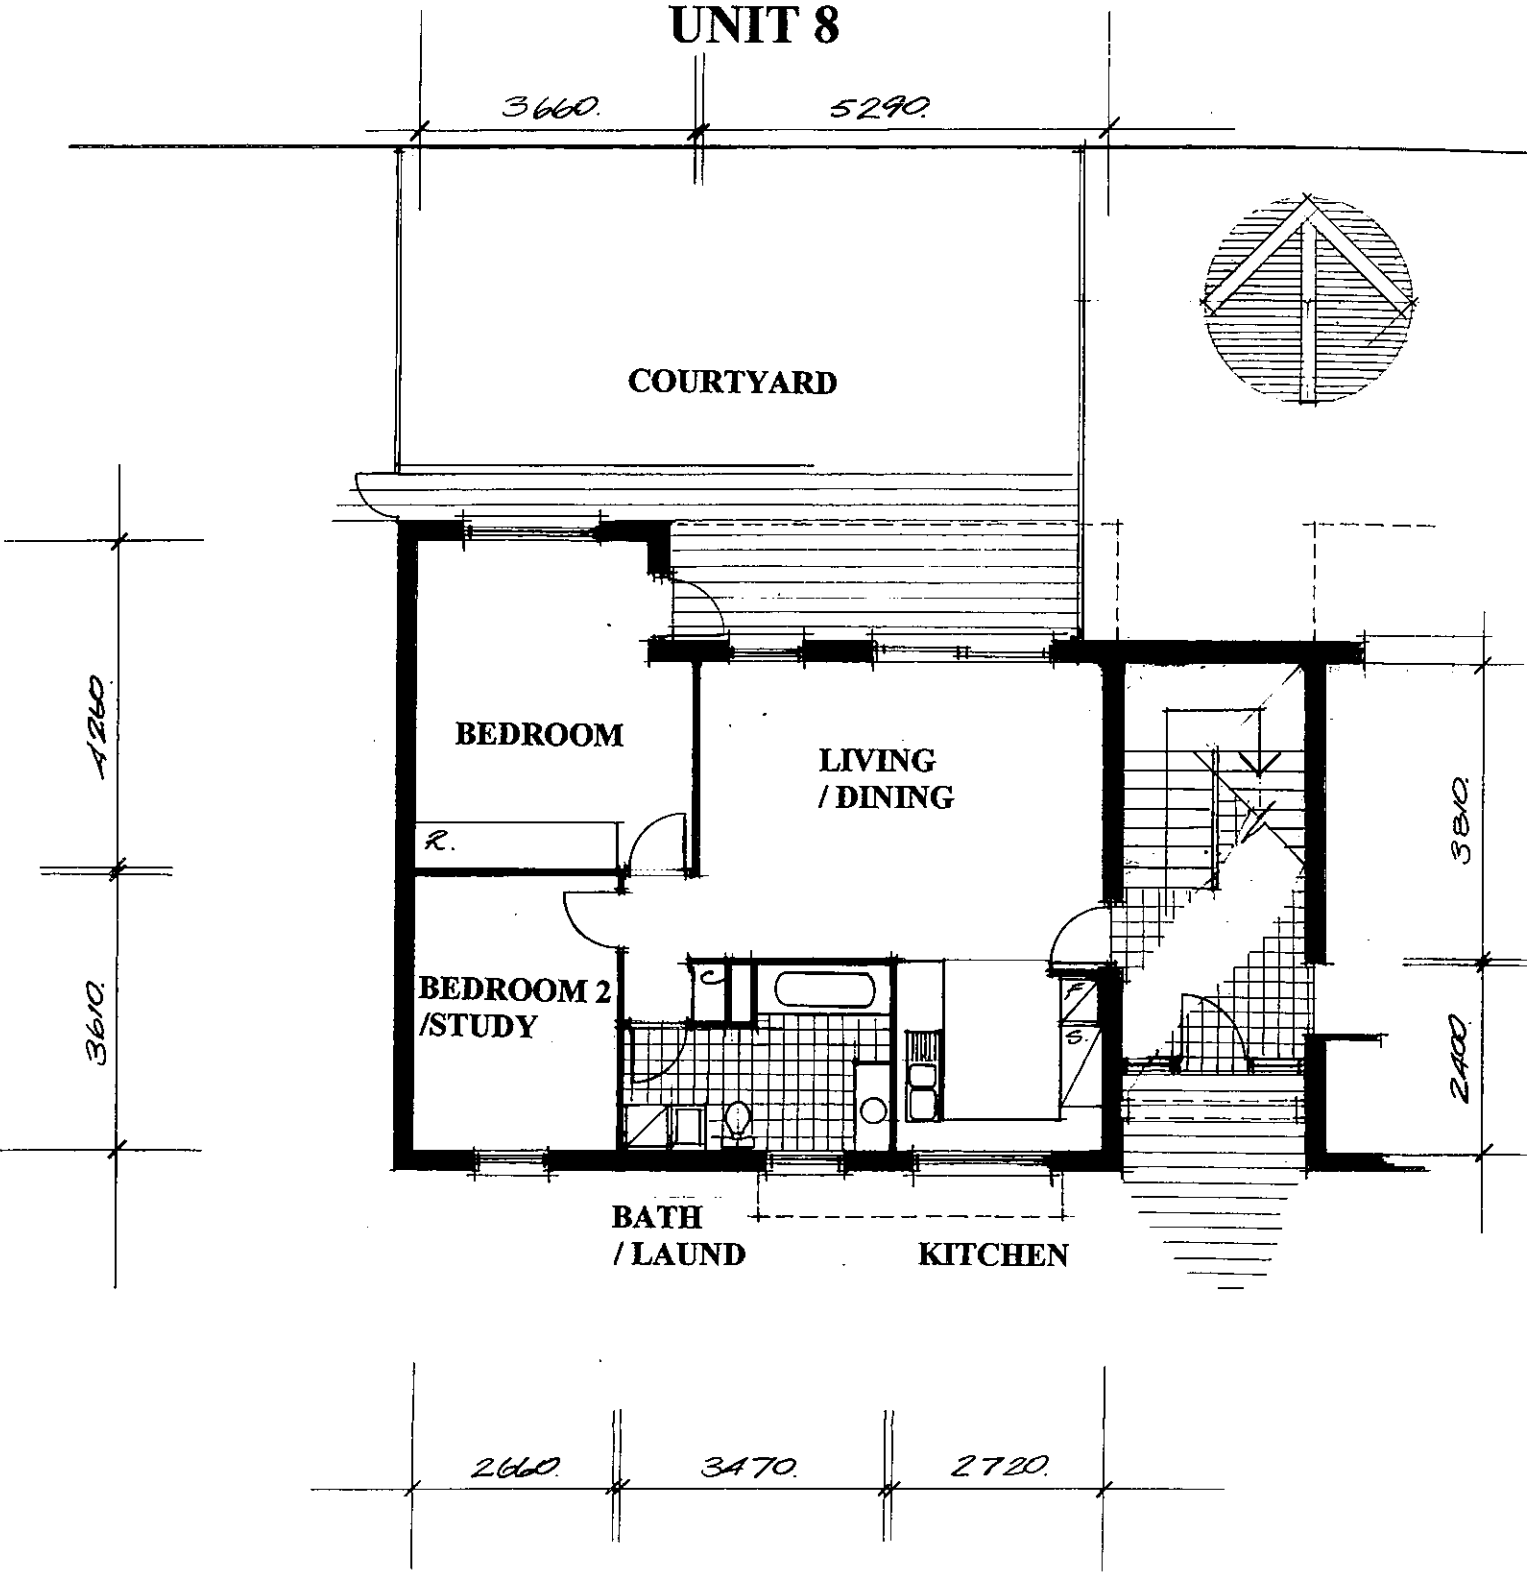 UNIT 8
3660.
5290.
COURTYARD
4260
BEDROOM
LIVING
/ DINING
3810.
R.
BEDROOM 2
/STUDY
C
F
S.
3610.
2400
BATH
/ LAUND
KITCHEN
2660.
3470.
2720.